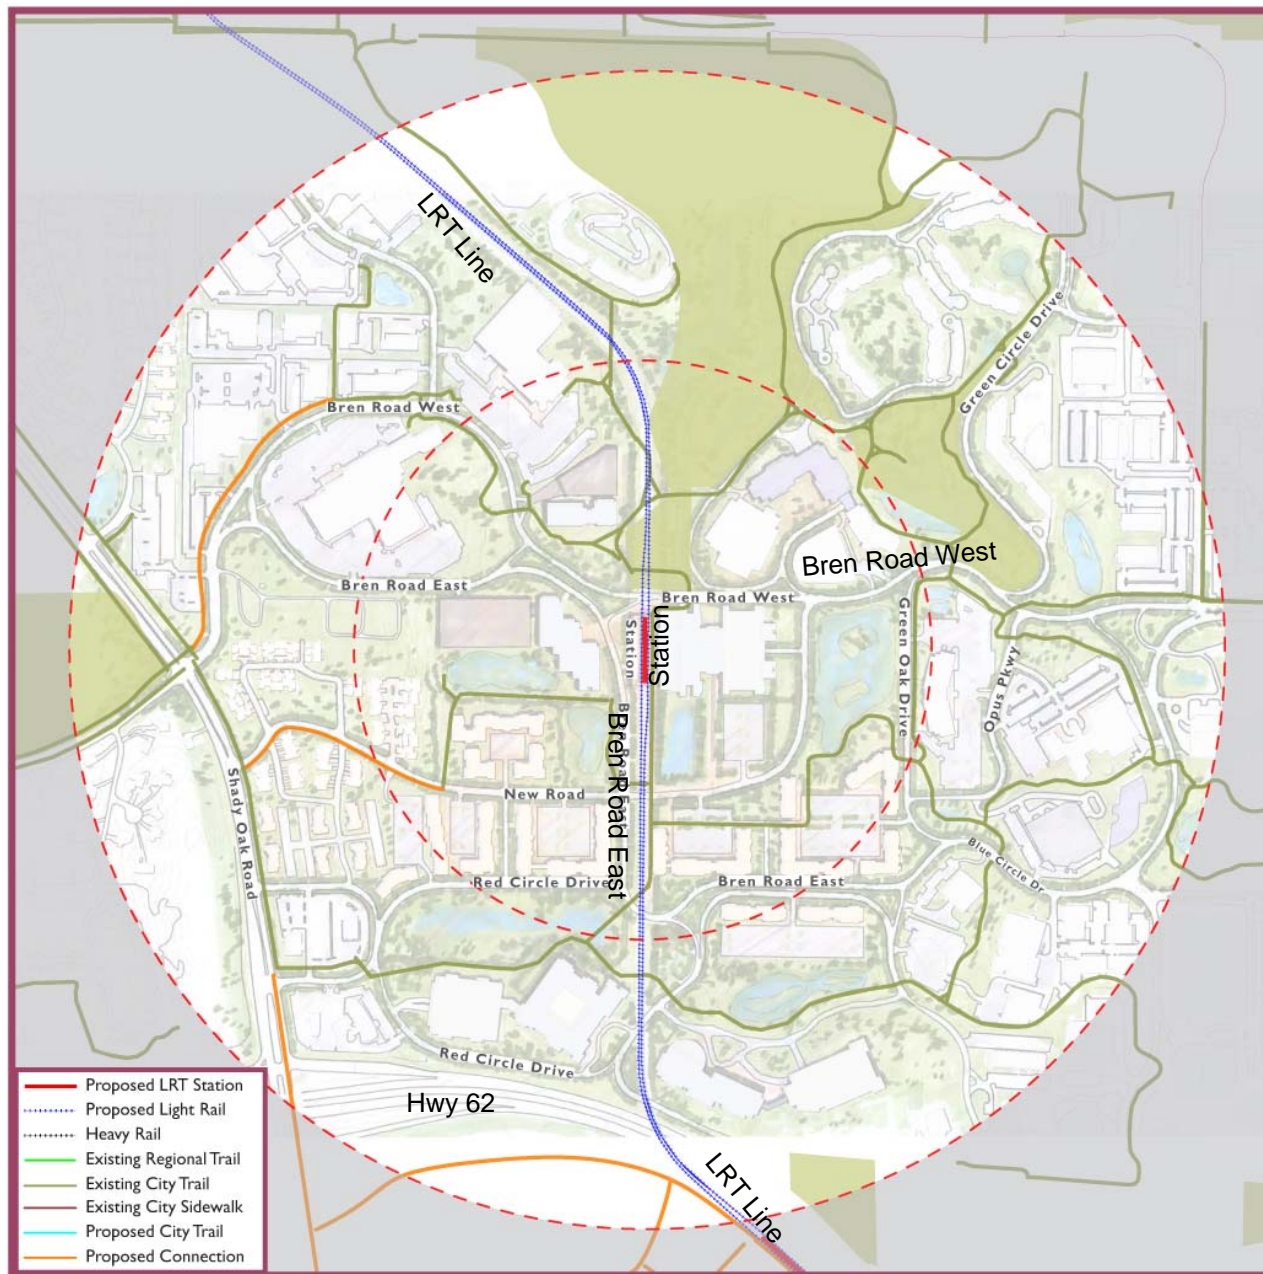 LRT Line
Green Circle Drive
Bren Road West
Bren Road West
Bren Road East
Bren Road West
Station
Station
Green Oak Drive
Opus Pkwy
Bren Road East
Bren Road East
New Road
Shady Oak Road
Blue Circle Dr
Red Circle Drive
Bren Road East
Red Circle Drive
Hwy 62
LRT Line
Proposed LRT Station
Proposed Light Rail
Heavy Rail
Existing Regional Trail
Existing City Trail
Existing City Sidewalk
Proposed City Trail
Proposed Connection